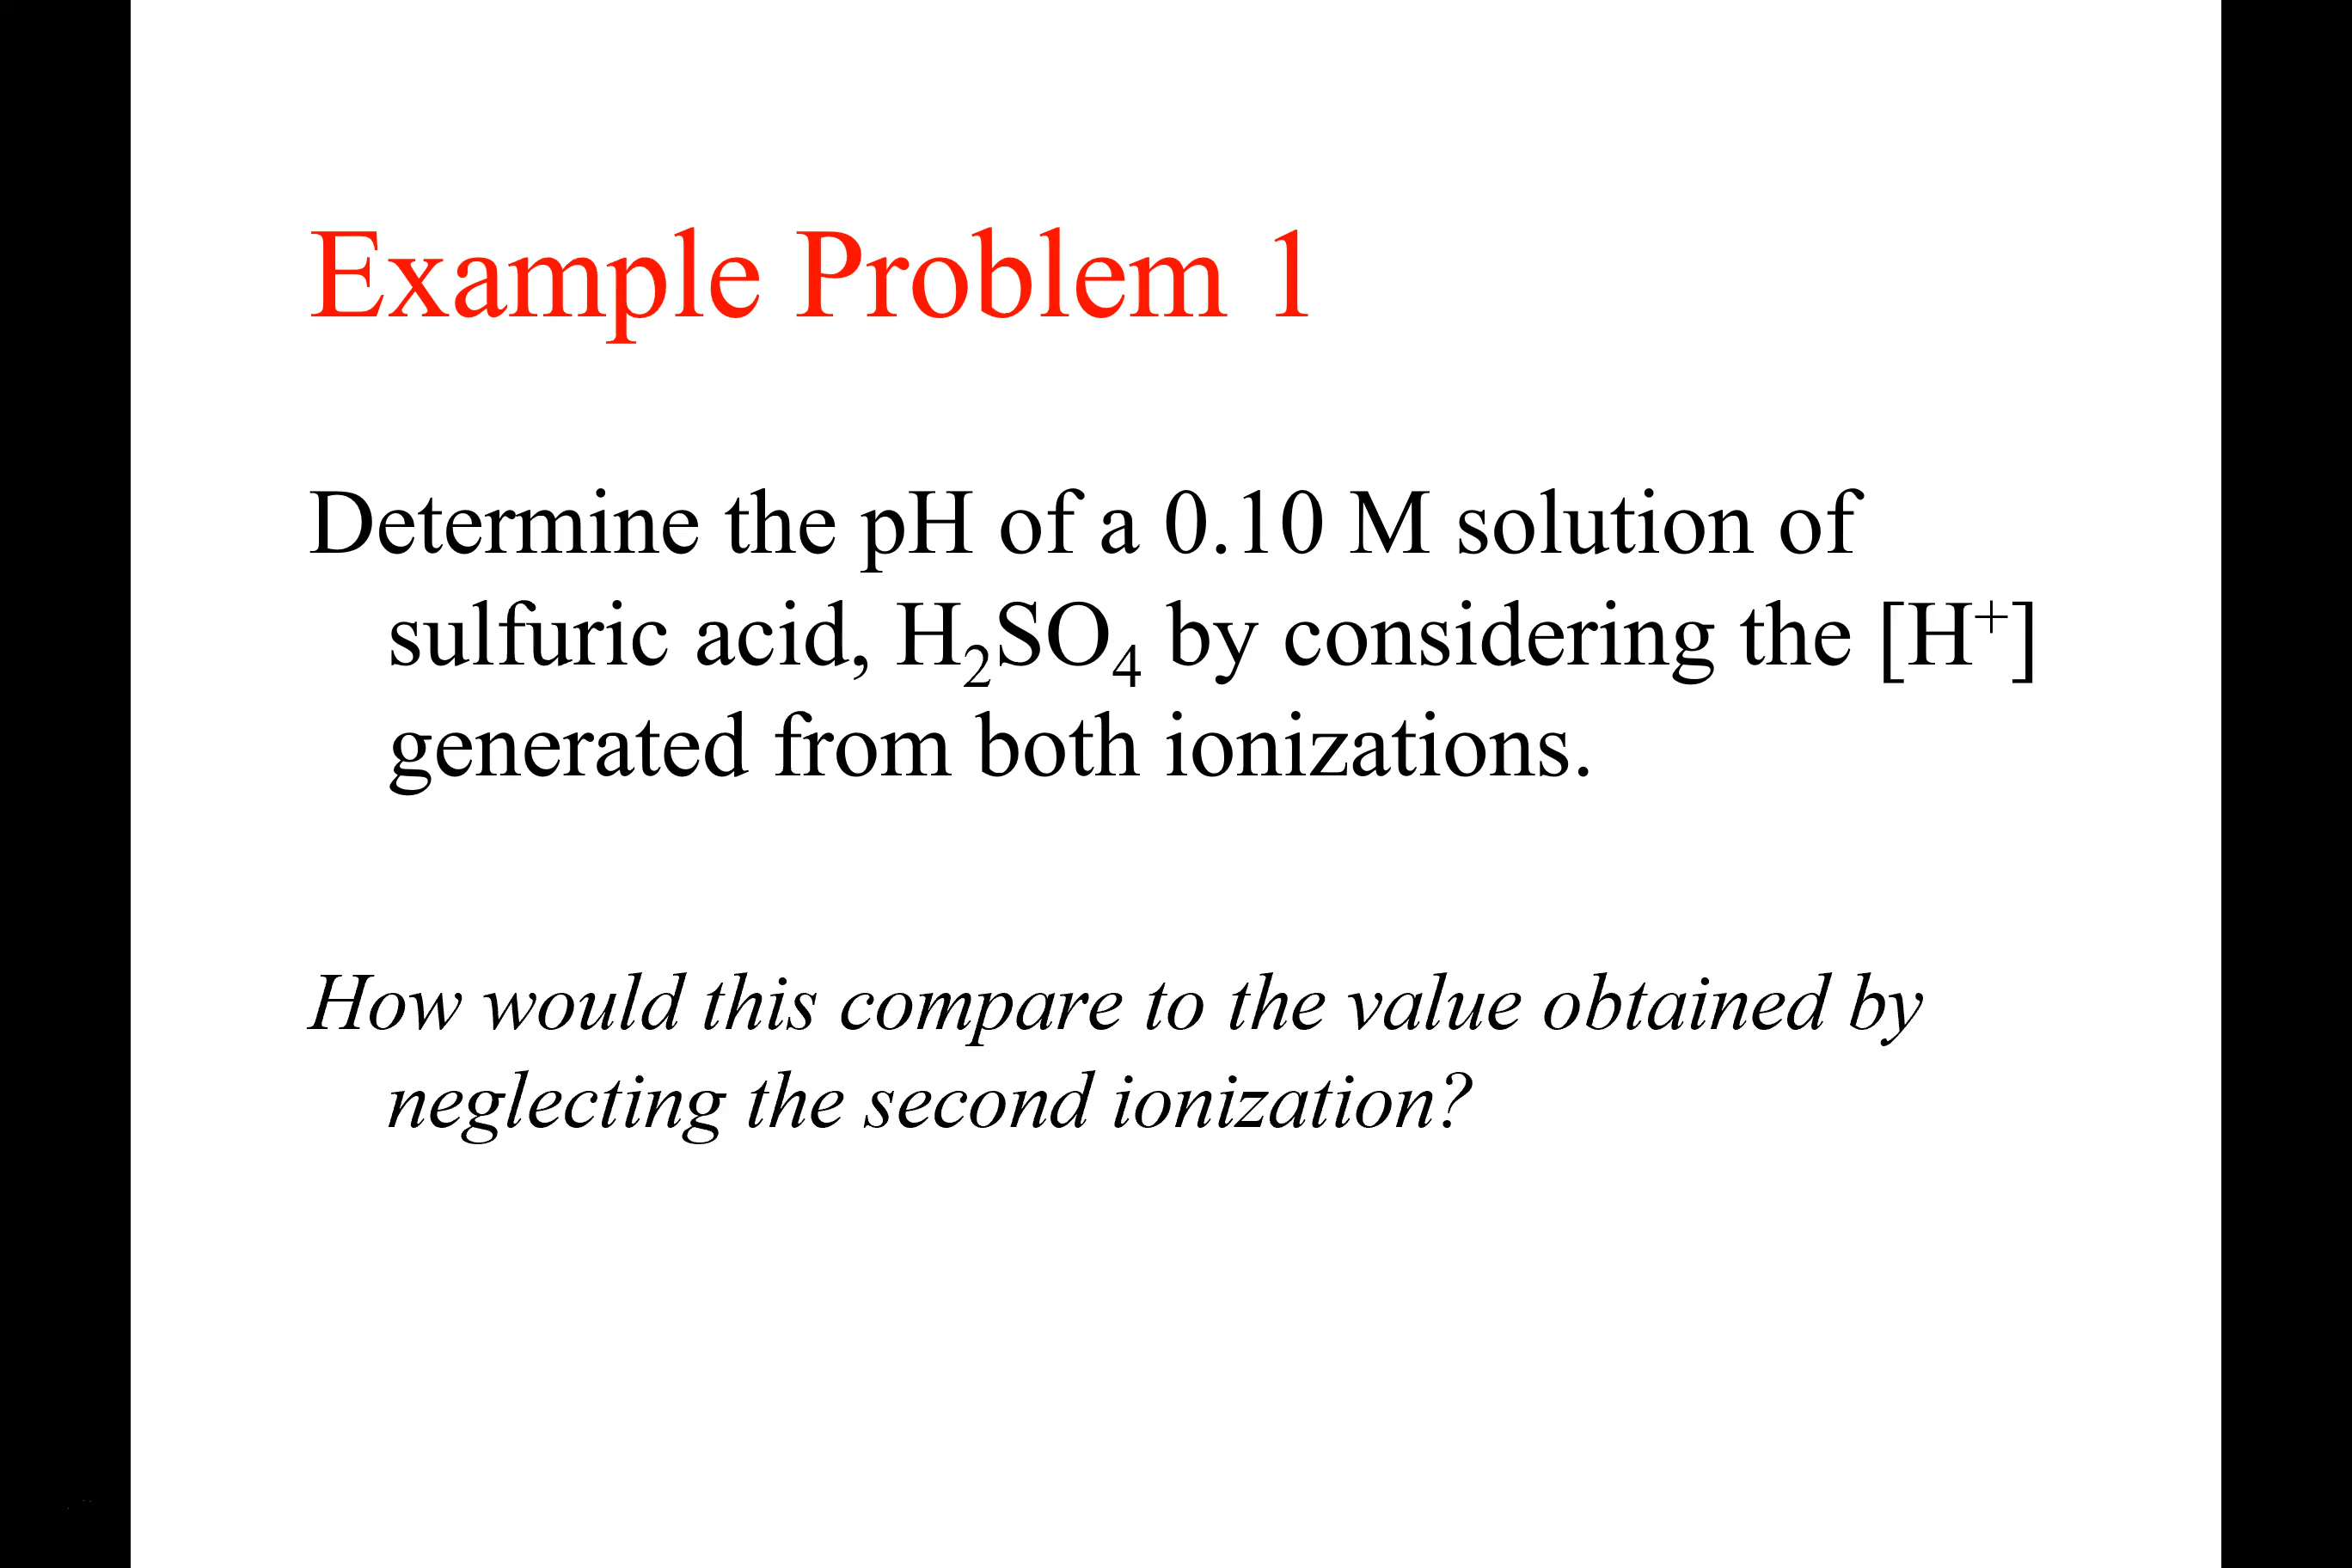 Example Problem 1
Determine the pH of a 0.10 M solution of
sulfuric acid, H₂SO₄ by considering the [H⁺]
generated from both ionizations.
How would this compare to the value obtained by
neglecting the second ionization?